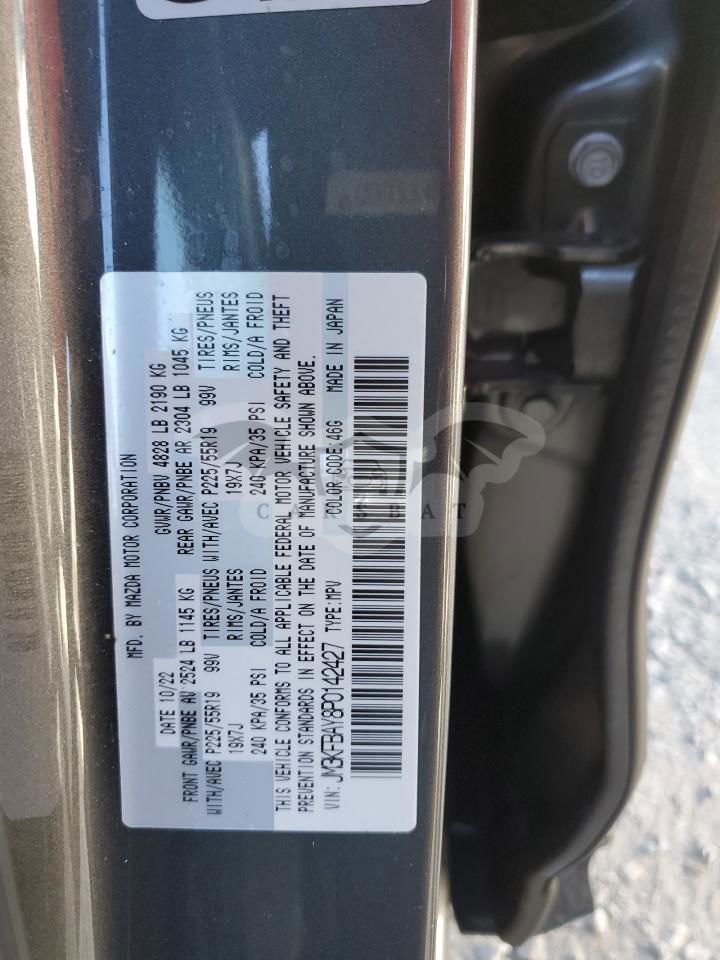 MFD. BY MAZDA MOTOR CORPORATION
DATE 10/22 GVWR/PNBV 4828 LB 2190 KG
FRONT GAWR/PNBE AV 2524 LB 1145 KG REAR GAWR/PNBE AR 2304 LB 1045 KG
WITH/AVEC P225/55R19 99V TIRES/PNEUS WITH/AVEC P225/55R19 99V TIRES/PNEUS
19X7J RIMS/JANTES 19X7J RIMS/JANTES
240 KPA/35 PSI COLD/A FROID 240 KPA/35 PSI COLD/A FROID
THIS VEHICLE CONFORMS TO ALL APPLICABLE FEDERAL MOTOR VEHICLE SAFETY AND THEFT
PREVENTION STANDARDS IN EFFECT ON THE DATE OF MANUFACTURE SHOWN ABOVE.
VIN: JM3KFBAY8P0142427 TYPE:MPV COLOR CODE:46G MADE IN JAPAN
CARSBAT